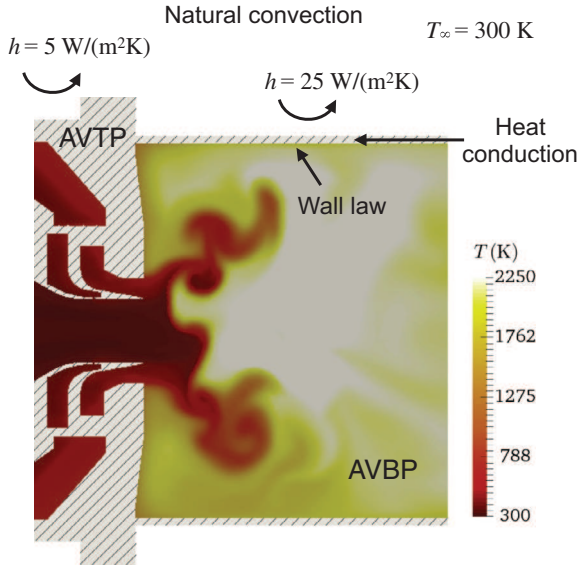 Natural convection
T∞ = 300 K
h = 5 W/(m²K)
h = 25 W/(m²K)
AVTP
Heat
conduction
Wall law
T (K)
2250
1762
1275
788
300
AVBP